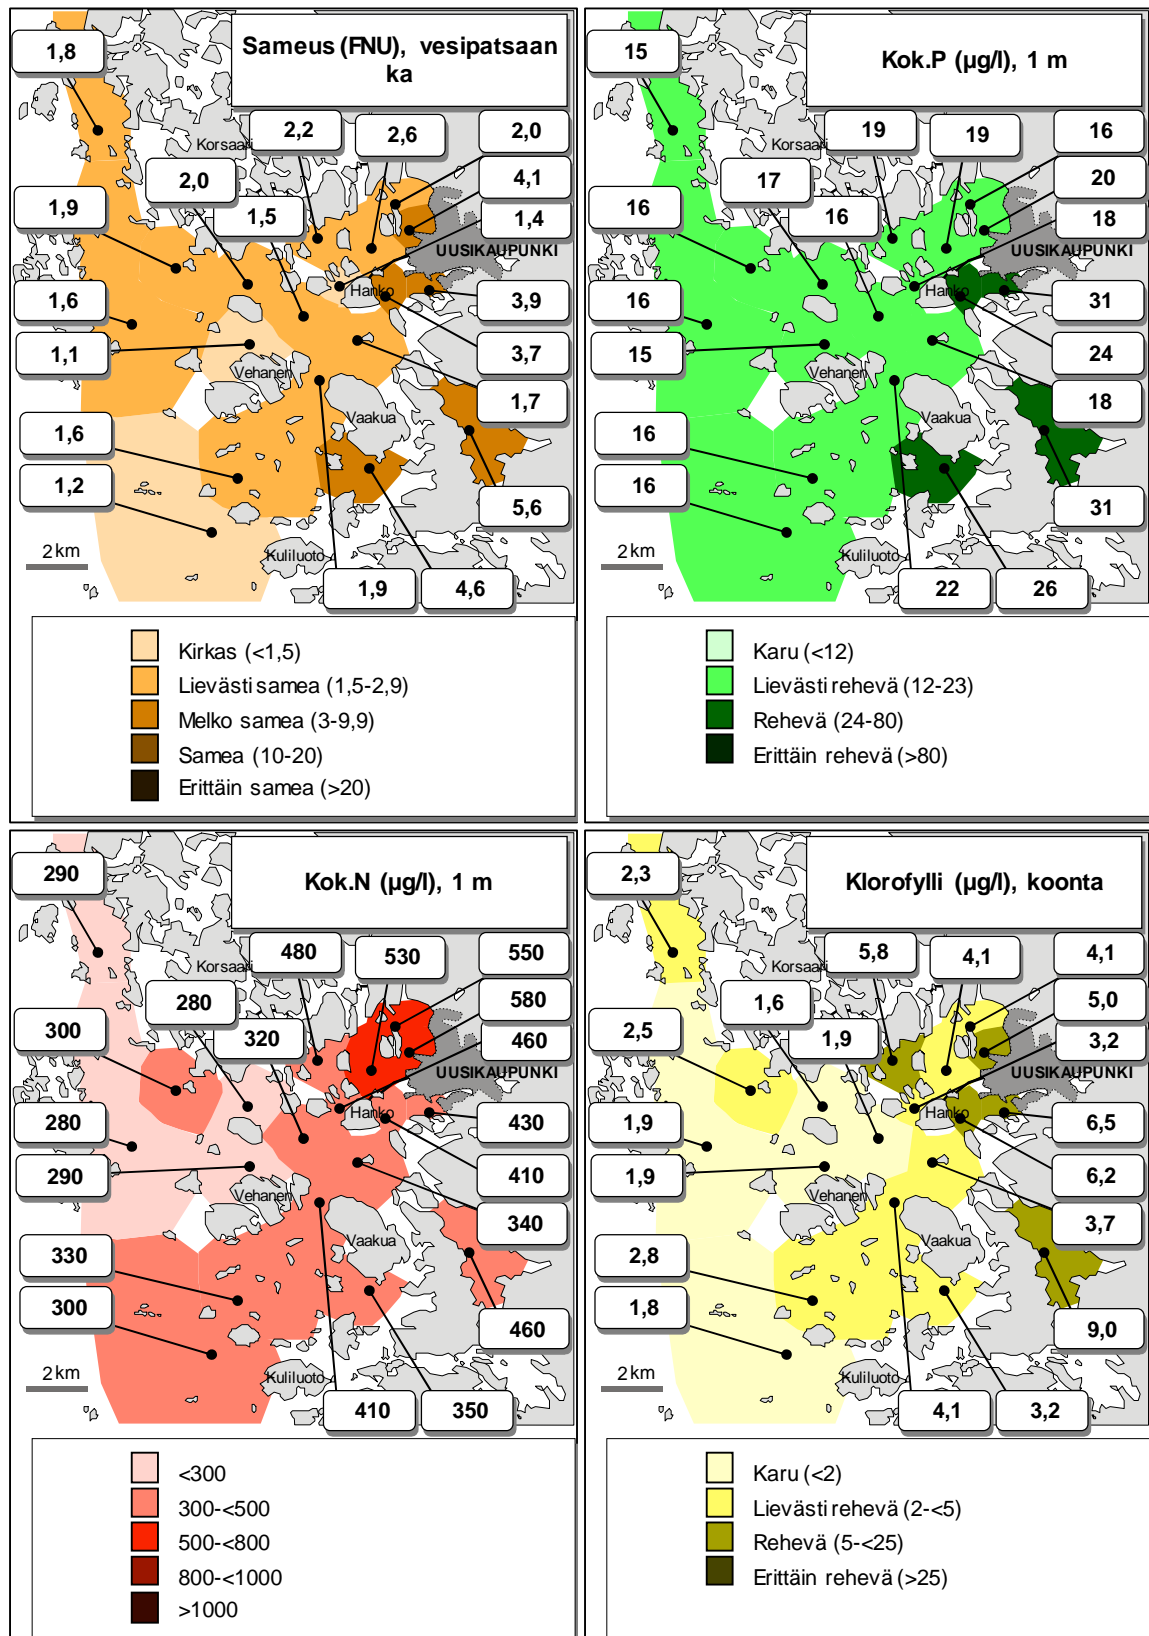 Sameus (FNU), vesipatsaan
ka
1,8
2,2
2,6
2,0
Korsaari
4,1
2,0
1,9
1,5
1,4
UUSIKAUPUNKI
Hanko
1,6
3,9
1,1
3,7
Vehanen
1,7
Vaakua
1,6
1,2
5,6
2 km
Kuliluoto
1,9
4,6
Kirkas (<1,5)
Lievästi samea (1,5-2,9)
Melko samea (3-9,9)
Samea (10-20)
Erittäin samea (>20)
Kok.P (µg/l), 1 m
15
19
19
16
Korsaari
20
17
16
16
18
UUSIKAUPUNKI
Hanko
16
31
15
24
Vehanen
18
Vaakua
16
16
31
2 km
Kuliluoto
22
26
Karu (<12)
Lievästi rehevä (12-23)
Rehevä (24-80)
Erittäin rehevä (>80)
Kok.N (µg/l), 1 m
290
480
530
550
Korsaari
580
280
300
320
460
UUSIKAUPUNKI
Hanko
280
430
290
410
Vehanen
340
Vaakua
330
300
460
2 km
Kuliluoto
410
350
<300
300-<500
500-<800
800-<1000
>1000
Klorofylli (µg/l), koonta
2,3
5,8
4,1
4,1
Korsaari
5,0
1,6
2,5
1,9
3,2
UUSIKAUPUNKI
Hanko
1,9
6,5
1,9
6,2
Vehanen
3,7
Vaakua
2,8
1,8
9,0
2 km
Kuliluoto
4,1
3,2
Karu (<2)
Lievästi rehevä (2-<5)
Rehevä (5-<25)
Erittäin rehevä (>25)